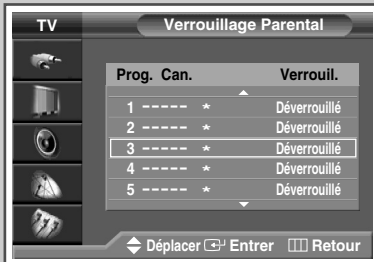 TV Verrouillage Parental
Prog. Can. Verrouil.
1 ----- * Déverrouillé
2 ----- * Déverrouillé
3 ----- * Déverrouillé
4 ----- * Déverrouillé
5 ----- * Déverrouillé
Déplacer Entrer Retour